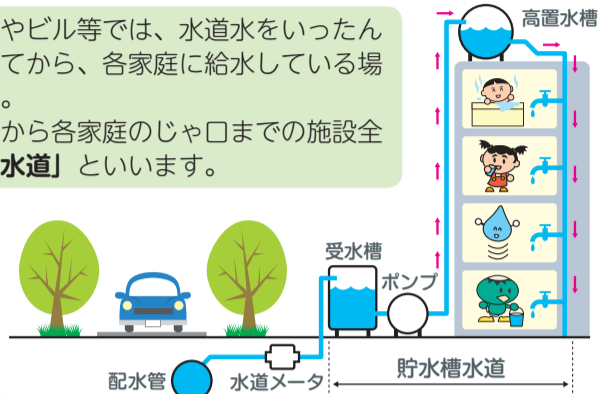 やビル等では、水道水をいったん
てから、各家庭に給水している場
。
から各家庭のじゃ口までの施設全
水道」といいます。
高置水槽
受水槽
ポンプ
配水管
水道メータ
貯水槽水道